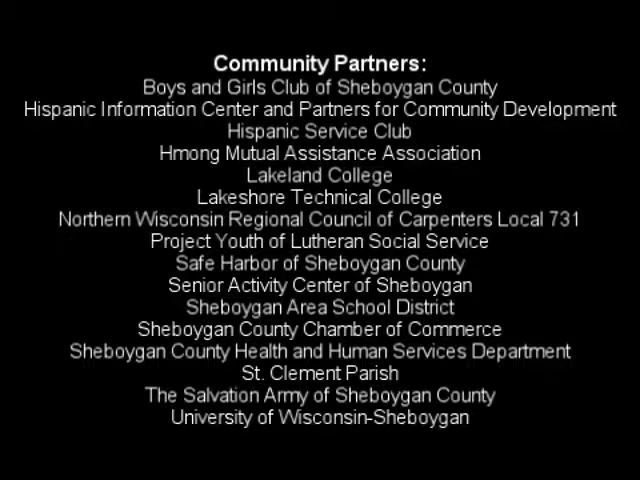 Community Partners:
Boys and Girls Club of Sheboygan County
Hispanic Information Center and Partners for Community Development
Hispanic Service Club
Hmong Mutual Assistance Association
Lakeland College
Lakeshore Technical College
Northern Wisconsin Regional Council of Carpenters Local 731
Project Youth of Lutheran Social Service
Safe Harbor of Sheboygan County
Senior Activity Center of Sheboygan
Sheboygan Area School District
Sheboygan County Chamber of Commerce
Sheboygan County Health and Human Services Department
St. Clement Parish
The Salvation Army of Sheboygan County
University of Wisconsin-Sheboygan